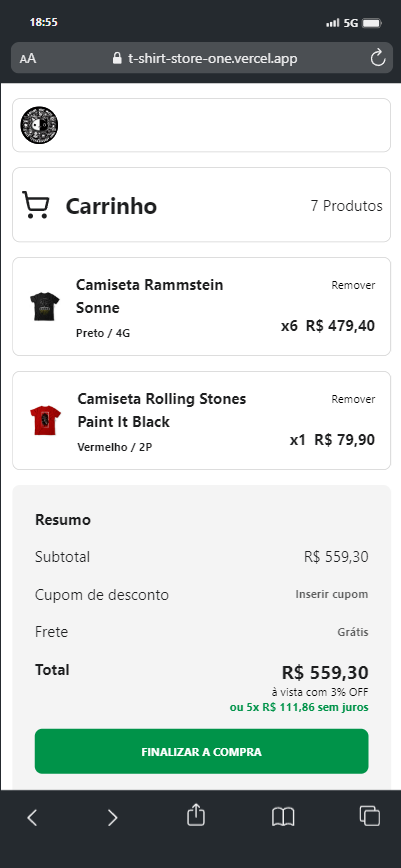 18:55
5G
AA
t-shirt-store-one.vercel.app
Carrinho
7 Produtos
Camiseta Rammstein
Sonne
Remover
Preto / 4G
x6 R$ 479,40
Camiseta Rolling Stones
Paint It Black
Remover
Vermelho / 2P
x1 R$ 79,90
Resumo
Subtotal
R$ 559,30
Cupom de desconto
Inserir cupom
Frete
Grátis
Total
R$ 559,30
à vista com 3% OFF
ou 5x R$ 111,86 sem juros
FINALIZAR A COMPRA